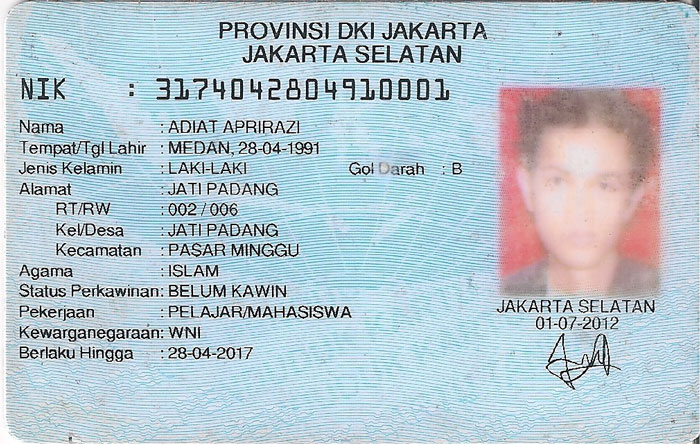 PROVINSI DKI JAKARTA
JAKARTA SELATAN
NIK : 3174042804910001
Nama : ADIAT APRIRAZI
Tempat/Tgl Lahir : MEDAN, 28-04-1991
Jenis Kelamin : LAKI-LAKI Gol Darah : B
Alamat : JATI PADANG
RT/RW : 002 / 006
Kel/Desa : JATI PADANG
Kecamatan : PASAR MINGGU
Agama : ISLAM
Status Perkawinan: BELUM KAWIN
Pekerjaan : PELAJAR/MAHASISWA
Kewarganegaraan: WNI
Berlaku Hingga : 28-04-2017
JAKARTA SELATAN
01-07-2012